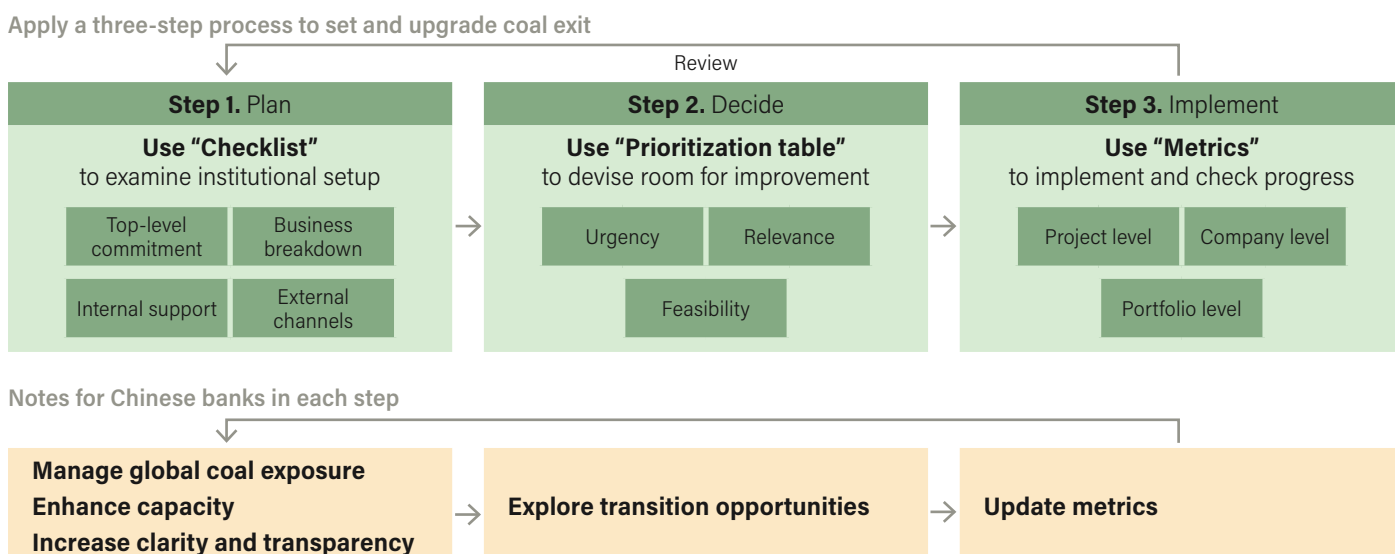 Apply a three-step process to set and upgrade coal exit
Review
Step 1. Plan
Use “Checklist”
to examine institutional setup
Top-level
commitment
Business
breakdown
Internal support
External
channels
Step 2. Decide
Use “Prioritization table”
to devise room for improvement
Urgency
Relevance
Feasibility
Step 3. Implement
Use “Metrics”
to implement and check progress
Project level
Company level
Portfolio level
Notes for Chinese banks in each step
Manage global coal exposure
Enhance capacity
Increase clarity and transparency
Explore transition opportunities
Update metrics